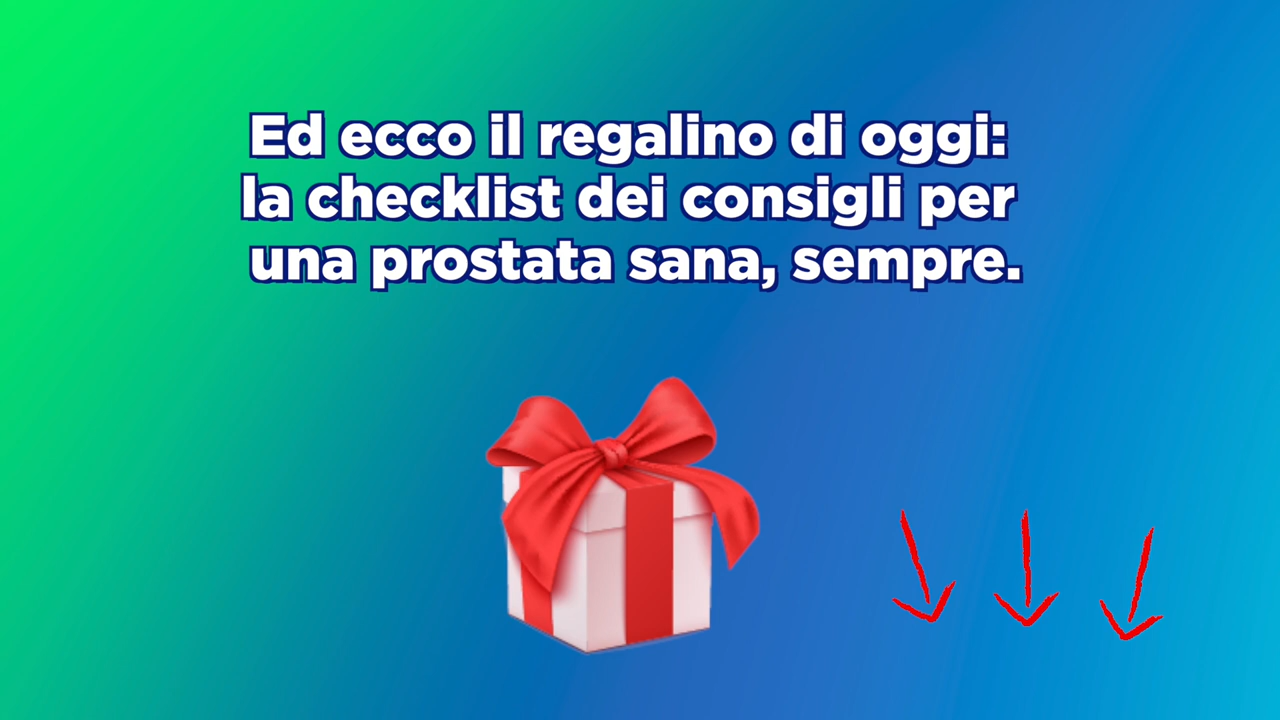 Ed ecco il regalino di oggi:
la checklist dei consigli per
una prostata sana, sempre.